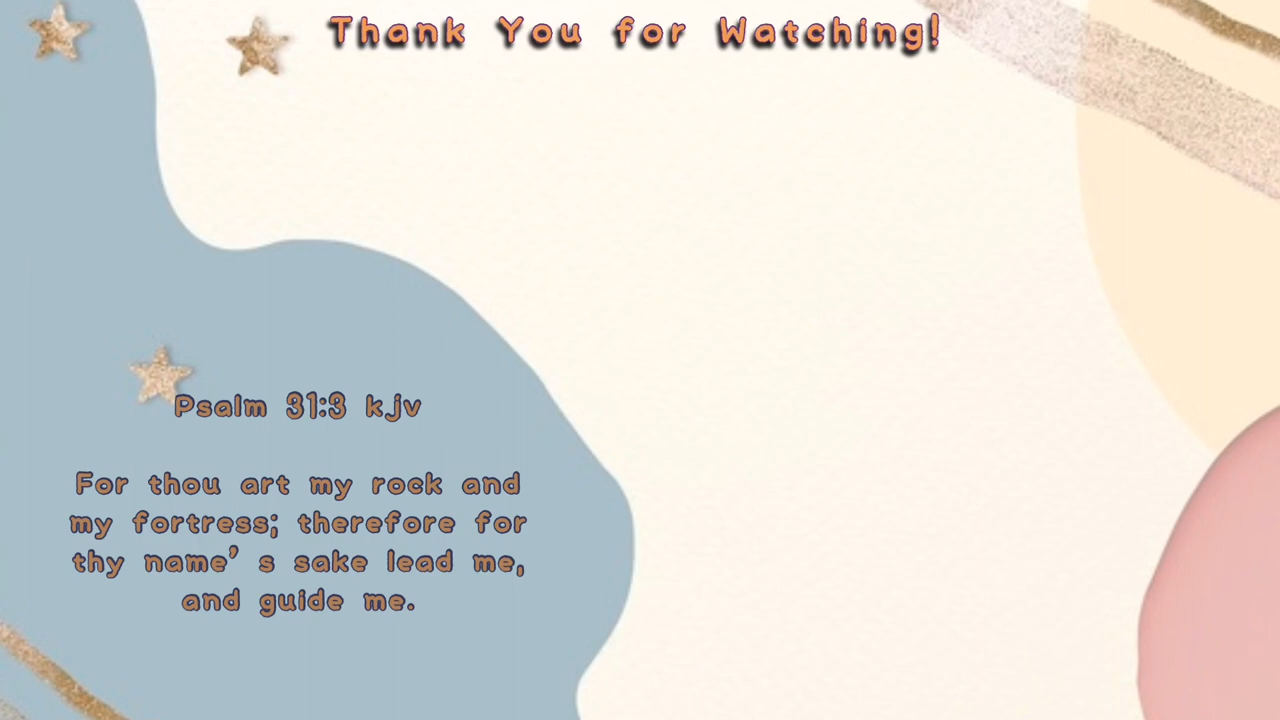 Thank You for Watching!
Psalm 31:3 kjv
For thou art my rock and
my fortress; therefore for
thy name’ s sake lead me,
and guide me.